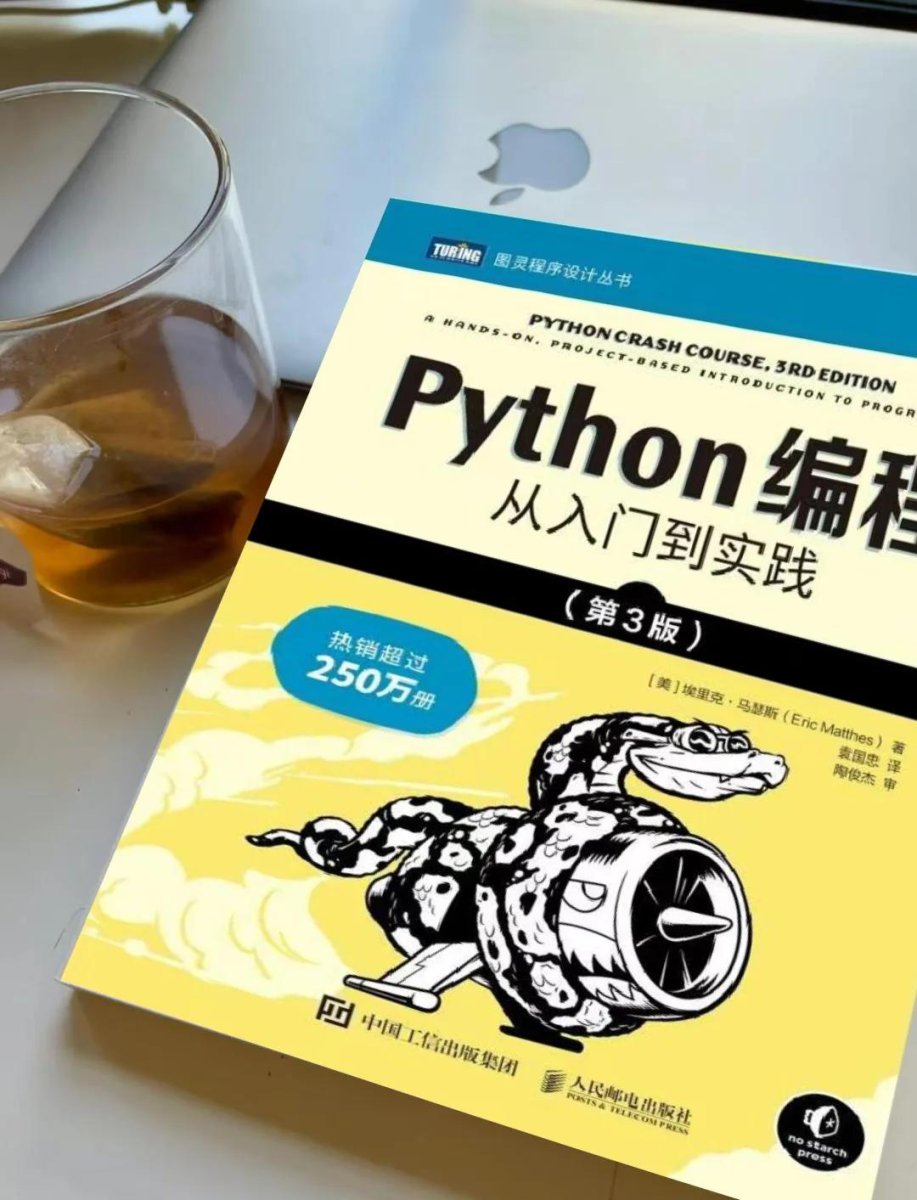 TURING 图灵程序设计丛书
PYTHON CRASH COURSE, 3RD EDITION
A HANDS-ON, PROJECT-BASED INTRODUCTION TO PROGR
Python 编程
从入门到实践
（第3版）
热销超过
250万册
［美］埃里克·马瑟斯（Eric Matthes）著
袁国忠 译
陶俊杰 审
中国工信出版集团
人民邮电出版社
POSTS & TELECOM PRESS
no starch
press